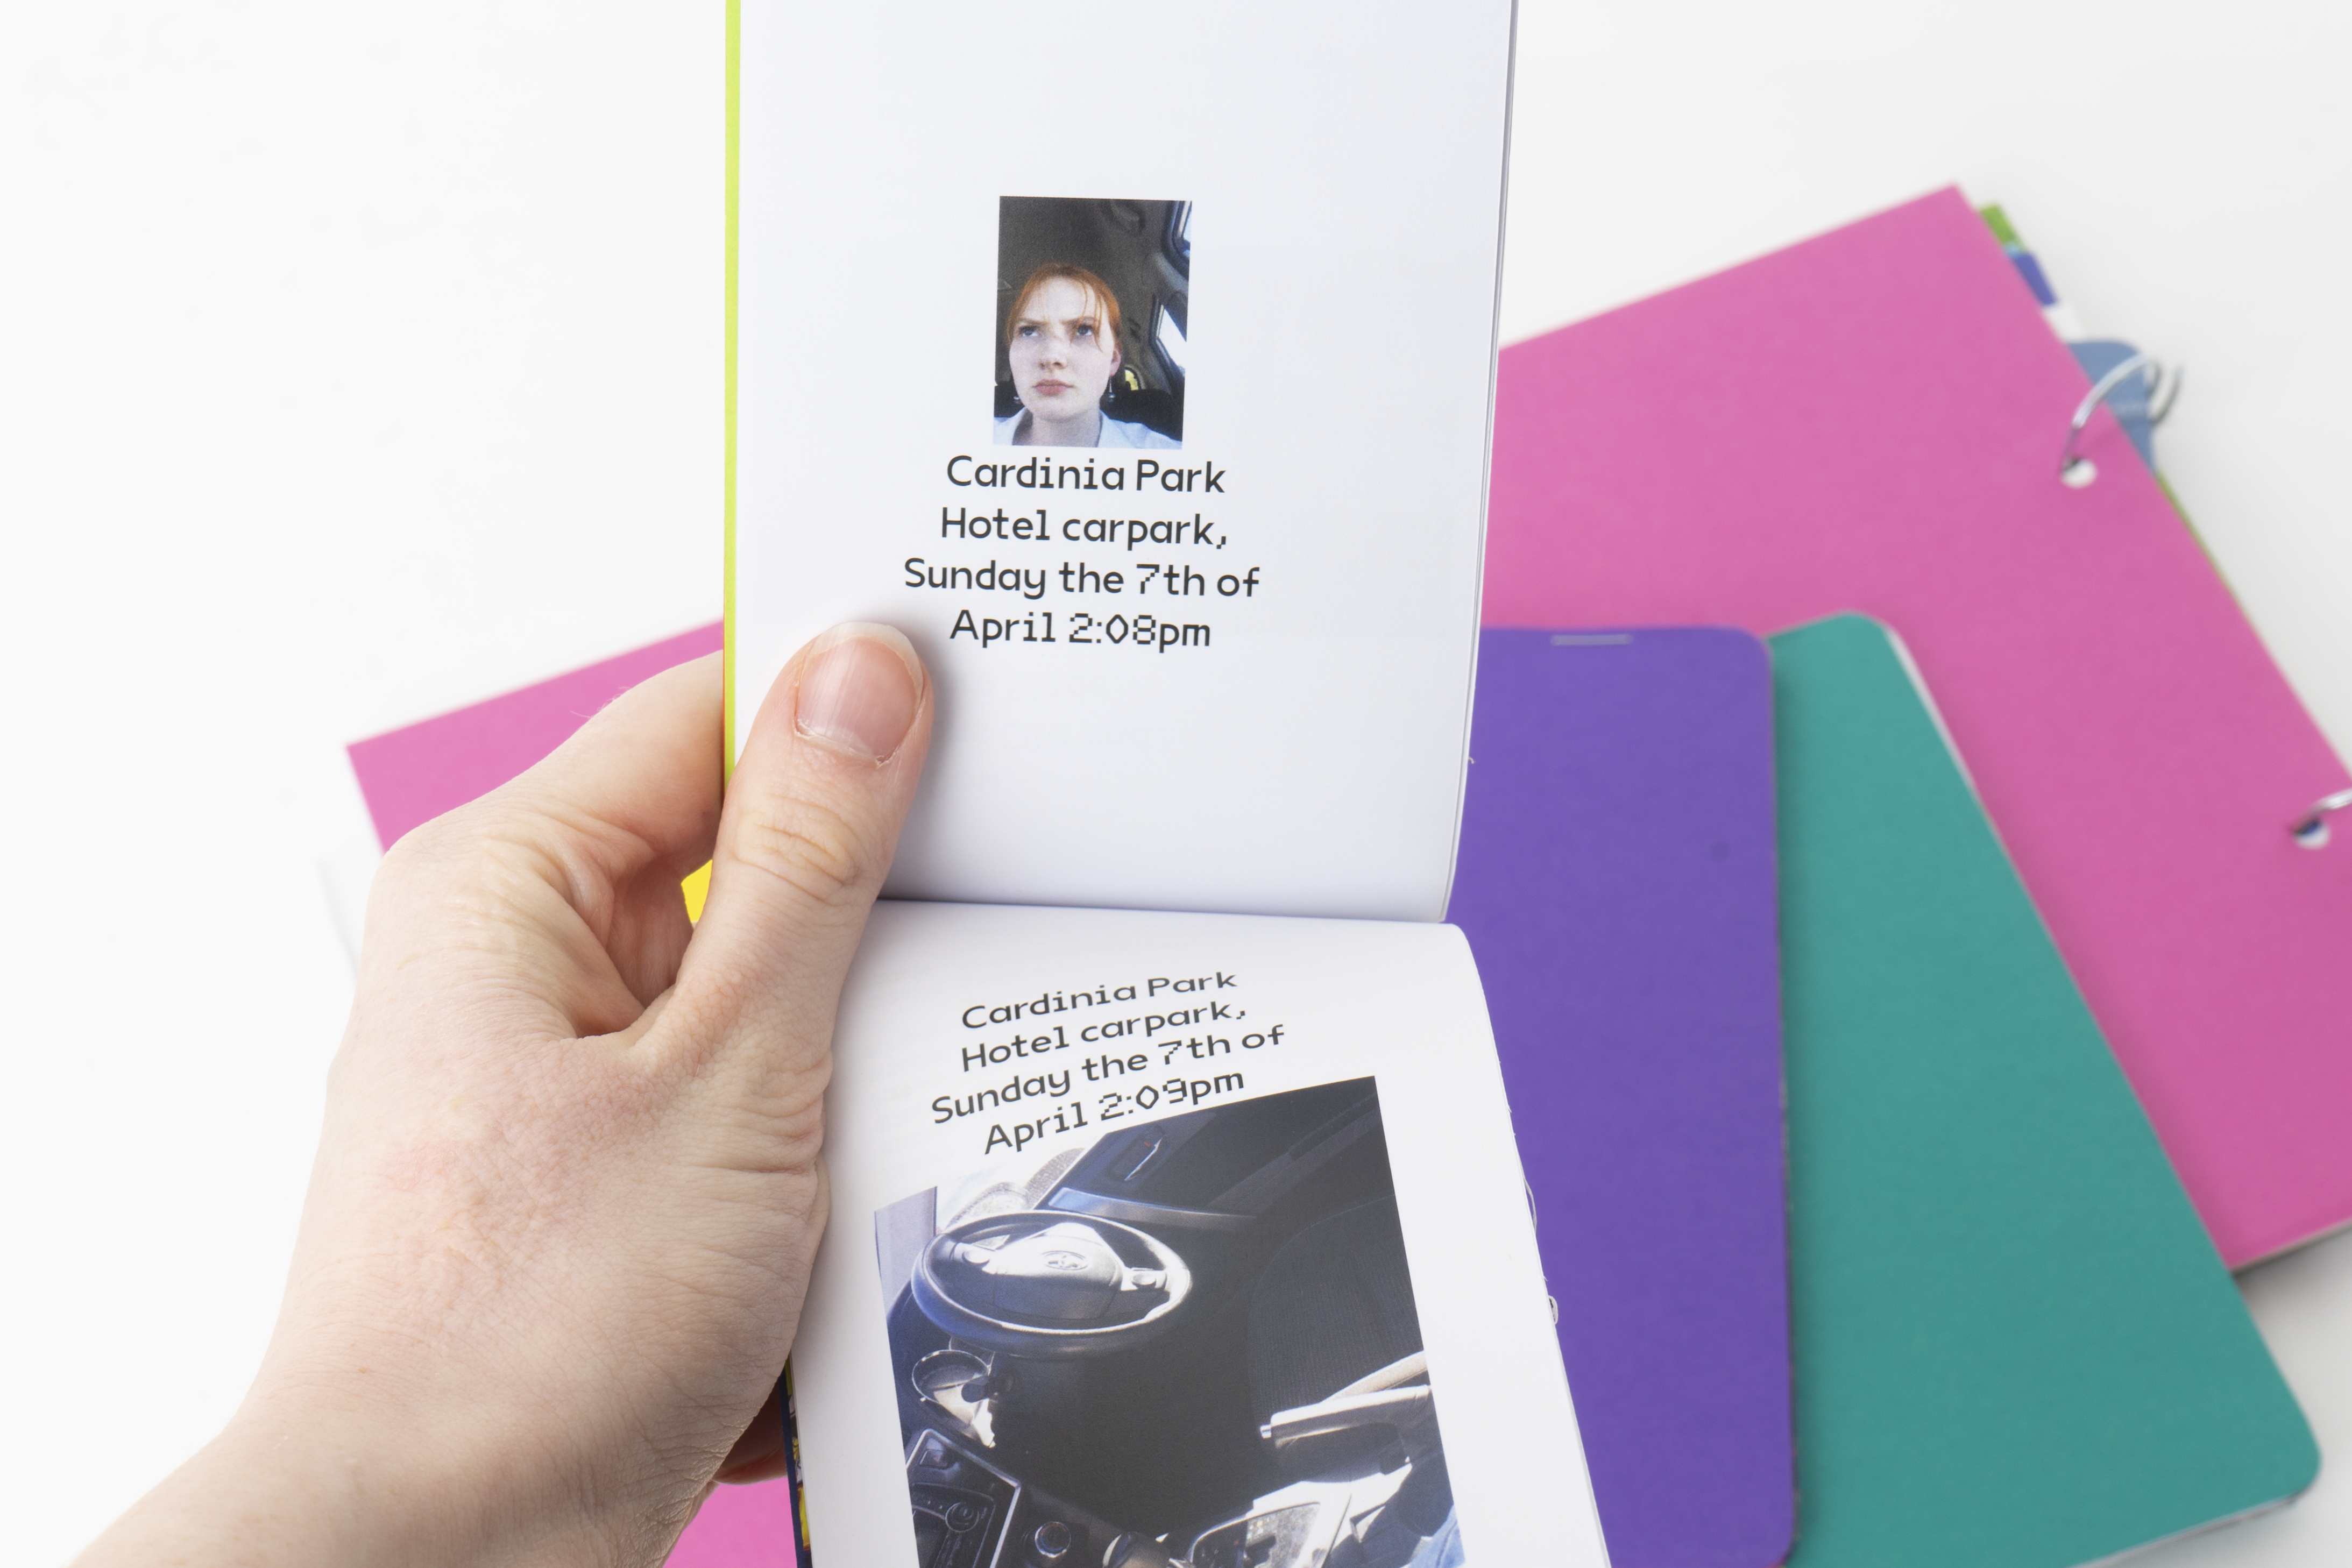 Cardinia Park
Hotel carpark,
Sunday the 7th of
April 2:08pm
Cardinia Park
Hotel carpark,
Sunday the 7th of
April 2:09pm